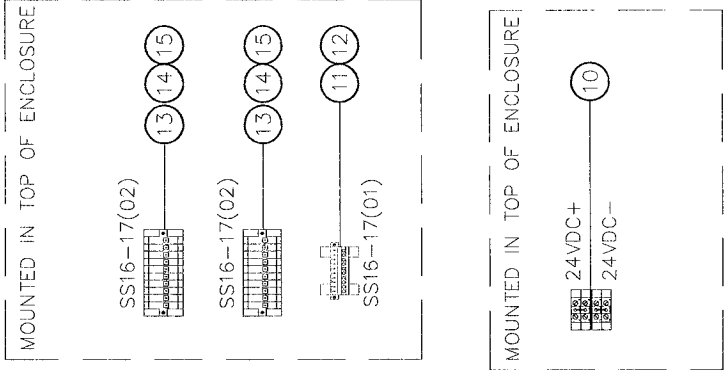 MOUNTED IN TOP OF ENCLOSURE
SS16-17(02)
13
14
15
SS16-17(02)
13
14
15
SS16-17(01)
11
12
MOUNTED IN TOP OF ENCLOSURE
24VDC+
24VDC-
10